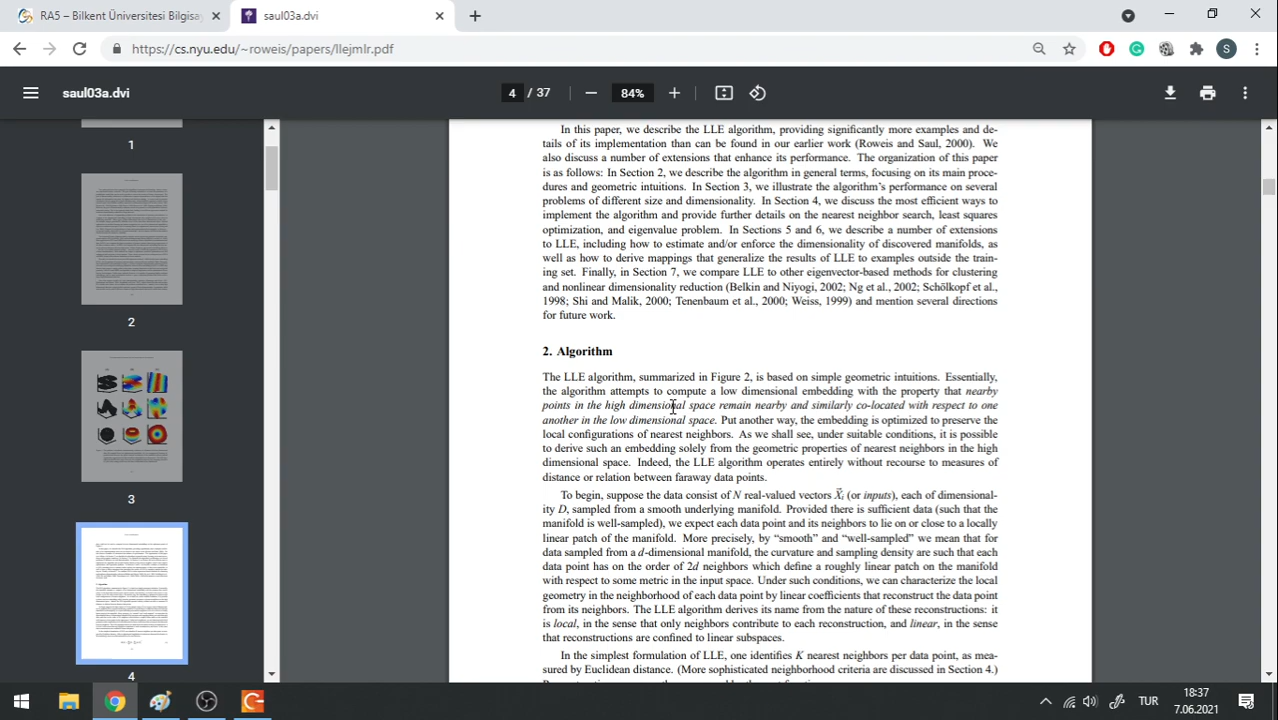 RA5 – Bilkent Üniversitesi Bilgisay
saul03a.dvi
https://cs.nyu.edu/~roweis/papers/llejmlr.pdf
S
saul03a.dvi
4 / 37
84%
1
2
3
4
In this paper, we describe the LLE algorithm, providing significantly more examples and de-
tails of its implementation than can be found in our earlier work (Roweis and Saul, 2000). We
also discuss a number of extensions that enhance its performance. The organization of this paper
is as follows: In Section 2, we describe the algorithm in general terms, focusing on its main proce-
dures and geometric intuitions. In Section 3, we illustrate the algorithm's performance on several
problems of different size and dimensionality. In Section 4, we discuss the most efficient ways to
implement the algorithm and provide further details on the nearest neighbor search, least squares
optimization, and eigenvalue problem. In Sections 5 and 6, we describe a number of extensions
to LLE, including how to estimate and/or enforce the dimensionality of discovered manifolds, as
well as how to derive mappings that generalize the results of LLE to examples outside the train-
ing set. Finally, in Section 7, we compare LLE to other eigenvector-based methods for clustering
and nonlinear dimensionality reduction (Belkin and Niyogi, 2002; Ng et al., 2002; Schölkopf et al.,
1998; Shi and Malik, 2000; Tenenbaum et al., 2000; Weiss, 1999) and mention several directions
for future work.
2. Algorithm
The LLE algorithm, summarized in Figure 2, is based on simple geometric intuitions. Essentially,
the algorithm attempts to compute a low dimensional embedding with the property that nearby
points in the high dimensional space remain nearby and similarly co-located with respect to one
another in the low dimensional space. Put another way, the embedding is optimized to preserve the
local configurations of nearest neighbors. As we shall see, under suitable conditions, it is possible
to derive such an embedding solely from the geometric properties of nearest neighbors in the high
dimensional space. Indeed, the LLE algorithm operates entirely without recourse to measures of
distance or relation between faraway data points.
To begin, suppose the data consist of N real-valued vectors X⃗i (or inputs), each of dimensional-
ity D, sampled from a smooth underlying manifold. Provided there is sufficient data (such that the
manifold is well-sampled), we expect each data point and its neighbors to lie on or close to a locally
linear patch of the manifold. More precisely, by “smooth” and “well-sampled” we mean that for
data sampled from a d-dimensional manifold, the curvature and sampling density are such that each
data point has on the order of 2d neighbors which define a roughly linear patch on the manifold
with respect to some metric in the input space. Under such conditions, we can characterize the local
geometry in the neighborhood of each data point by linear coefficients that reconstruct the data point
from its neighbors. The LLE algorithm derives its name from the nature of these reconstructions: it
is local, in the sense that only neighbors contribute to each reconstruction, and linear, in the sense
that reconstructions are confined to linear subspaces.
In the simplest formulation of LLE, one identifies K nearest neighbors per data point, as mea-
sured by Euclidean distance. (More sophisticated neighborhood criteria are discussed in Section 4.)
TUR
18:37
7.06.2021